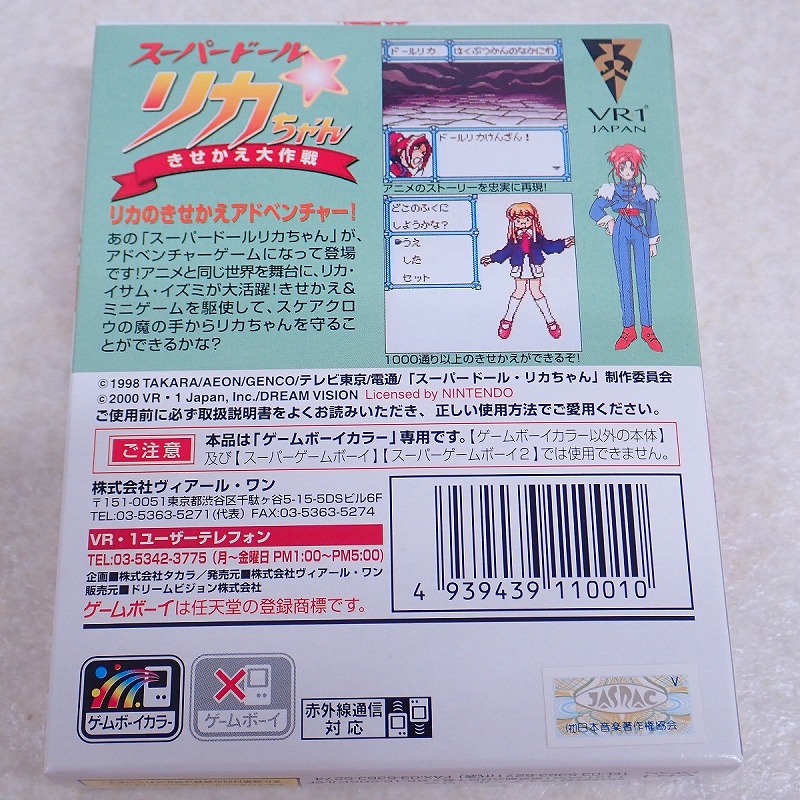 スーパードール
リカちゃん
きせかえ大作戦
リカのきせかえアドベンチャー!
あの「スーパードールリカちゃん」が、
アドベンチャーゲームになって登場
です!アニメと同じ世界を舞台に、リカ・
イサム・イズミが大活躍!きせかえ&
ミニゲームを駆使して、スケアクロ
ウの魔の手からリカちゃんを守るこ
とができるかな?
ドールリカ はくぶつかんのなかにわ
ドールリカけんざん!
アニメのストーリーを忠実に再現!
どこのふくに
しようかな?
うえ
した
セット
1000通り以上のきせかえができるぞ!
VR1
JAPAN
©1998 TAKARA/AEON/GENCO/テレビ東京/電通/「スーパードール・リカちゃん」制作委員会
©2000 VR・1 Japan, Inc./DREAM VISION Licensed by NINTENDO
ご使用前に必ず取扱説明書をよくお読みいただき、正しい使用方法でご愛用ください。
ご注意
本品は「ゲームボーイカラー」専用です。【ゲームボーイカラー以外の本体】
及び【スーパーゲームボーイ】【スーパーゲームボーイ2】では使用できません。
株式会社ヴィアール・ワン
〒151-0051東京都渋谷区千駄ヶ谷5-15-5DSビル6F
TEL:03-5363-5271(代表) FAX:03-5363-5274
VR・1ユーザーテレフォン
TEL:03-5342-3775 (月~金曜日 PM1:00~PM5:00)
企画■株式会社タカラ/発売元■株式会社ヴィアール・ワン
販売元■ドリームビジョン株式会社
ゲームボーイは任天堂の登録商標です。
4 939439 110010
ゲームボーイカラー
ゲームボーイ
赤外線通信
対応
V
JASRAC
(社)日本音楽著作権協会